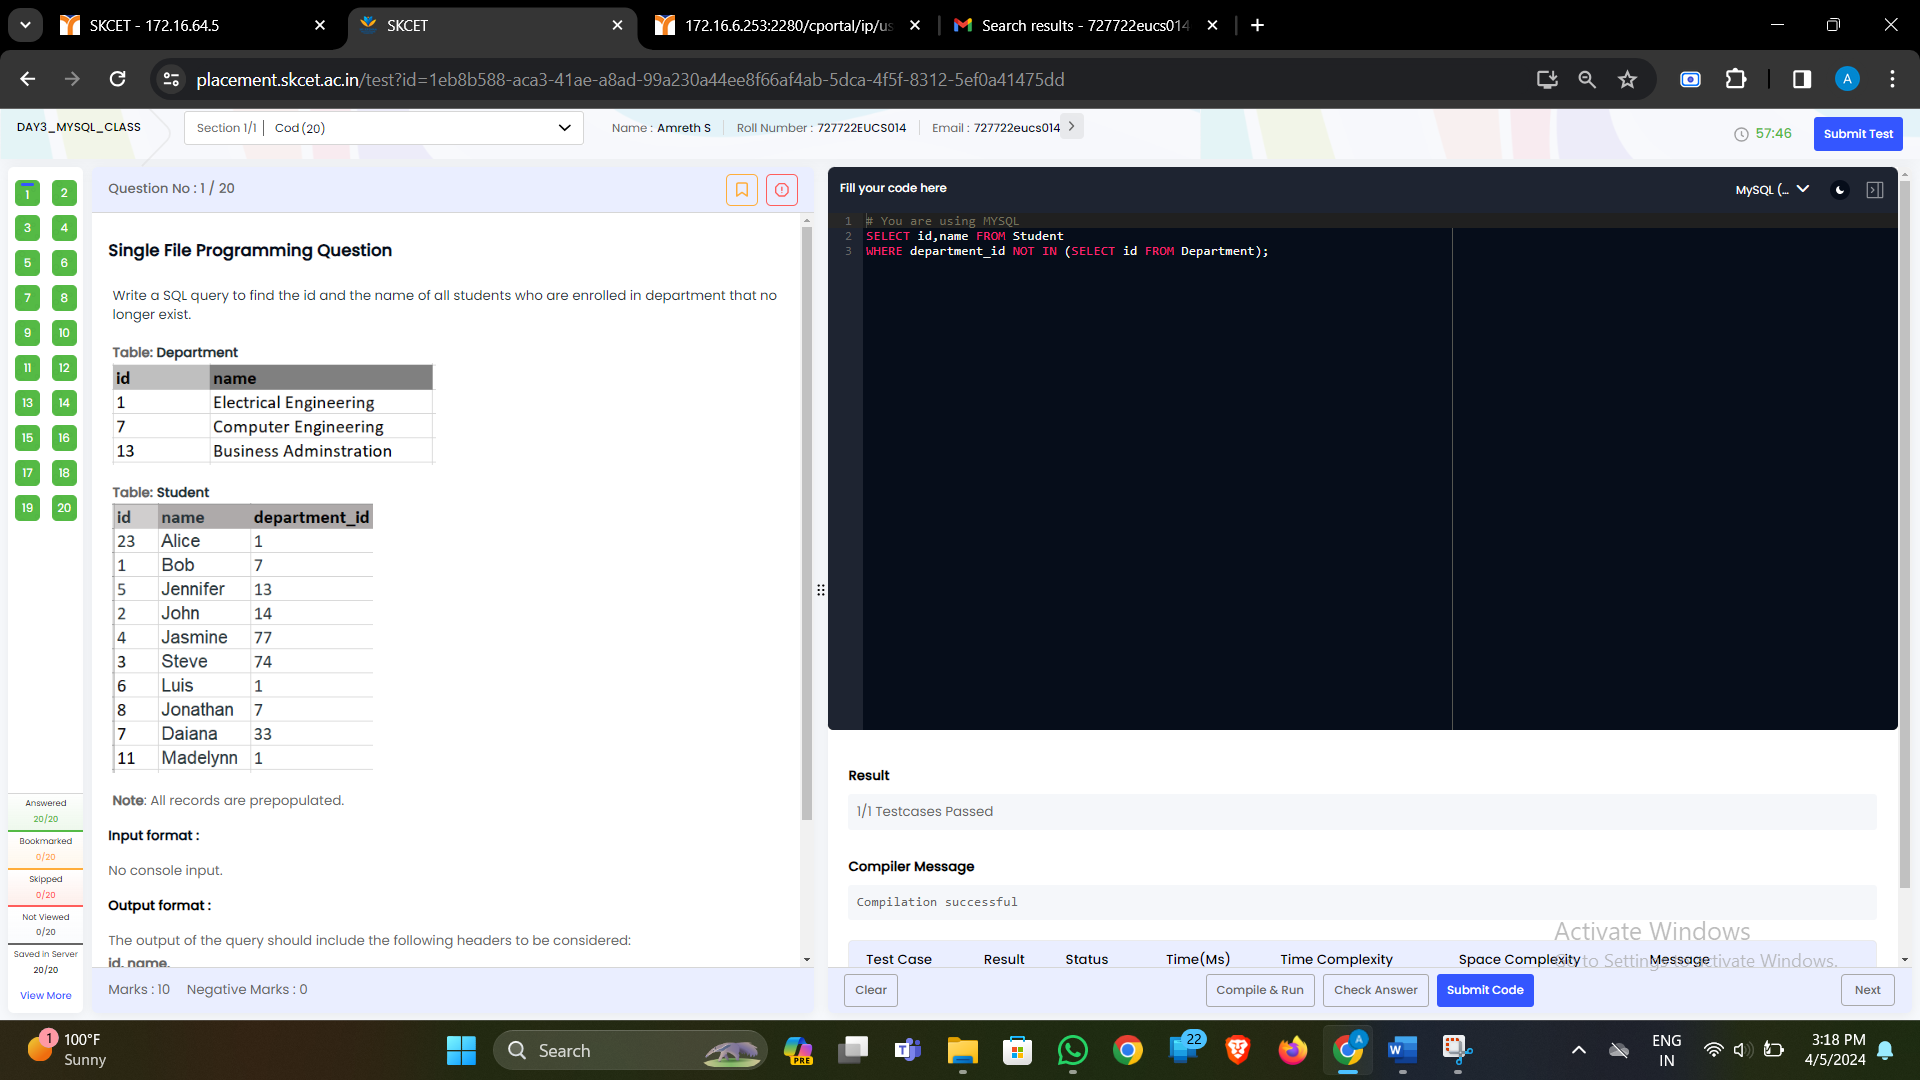 SKCET - 172.16.64.5
SKCET
172.16.6.253:2280/cportal/ip/us
Search results - 727722eucs014
placement.skcet.ac.in/test?id=1eb8b588-aca3-41ae-a8ad-99a230a44ee8f66af4ab-5dca-4f5f-8312-5ef0a41475dd
A
DAY3_MYSQL_CLASS
Section 1/1 | Cod (20)
Name : Amreth S
Roll Number : 727722EUCS014
Email : 727722eucs014
57:46
Submit Test
1 2
3 4
5 6
7 8
9 10
11 12
13 14
15 16
17 18
19 20
Answered
20/20
Bookmarked
0/20
Skipped
0/20
Not Viewed
0/20
Saved in Server
20/20
View More
Question No : 1 / 20
Single File Programming Question
Write a SQL query to find the id and the name of all students who are enrolled in department that no
longer exist.
Table: Department
id name
1 Electrical Engineering
7 Computer Engineering
13 Business Adminstration
Table: Student
id name department_id
23 Alice 1
1 Bob 7
5 Jennifer 13
2 John 14
4 Jasmine 77
3 Steve 74
6 Luis 1
8 Jonathan 7
7 Daiana 33
11 Madelynn 1
Note: All records are prepopulated.
Input format :
No console input.
Output format :
The output of the query should include the following headers to be considered:
id, name.
Marks : 10 Negative Marks : 0
Fill your code here
MySQL (...
1 # You are using MYSQL
2 SELECT id,name FROM Student
3 WHERE department_id NOT IN (SELECT id FROM Department);
Result
1/1 Testcases Passed
Compiler Message
Compilation successful
Test Case Result Status Time(Ms) Time Complexity Space Complexity Message
Activate Windows
Go to Settings to activate Windows.
Clear
Compile & Run
Check Answer
Submit Code
Next
1
100°F
Sunny
Search
PRE
22
A
ENG
IN
3:18 PM
4/5/2024